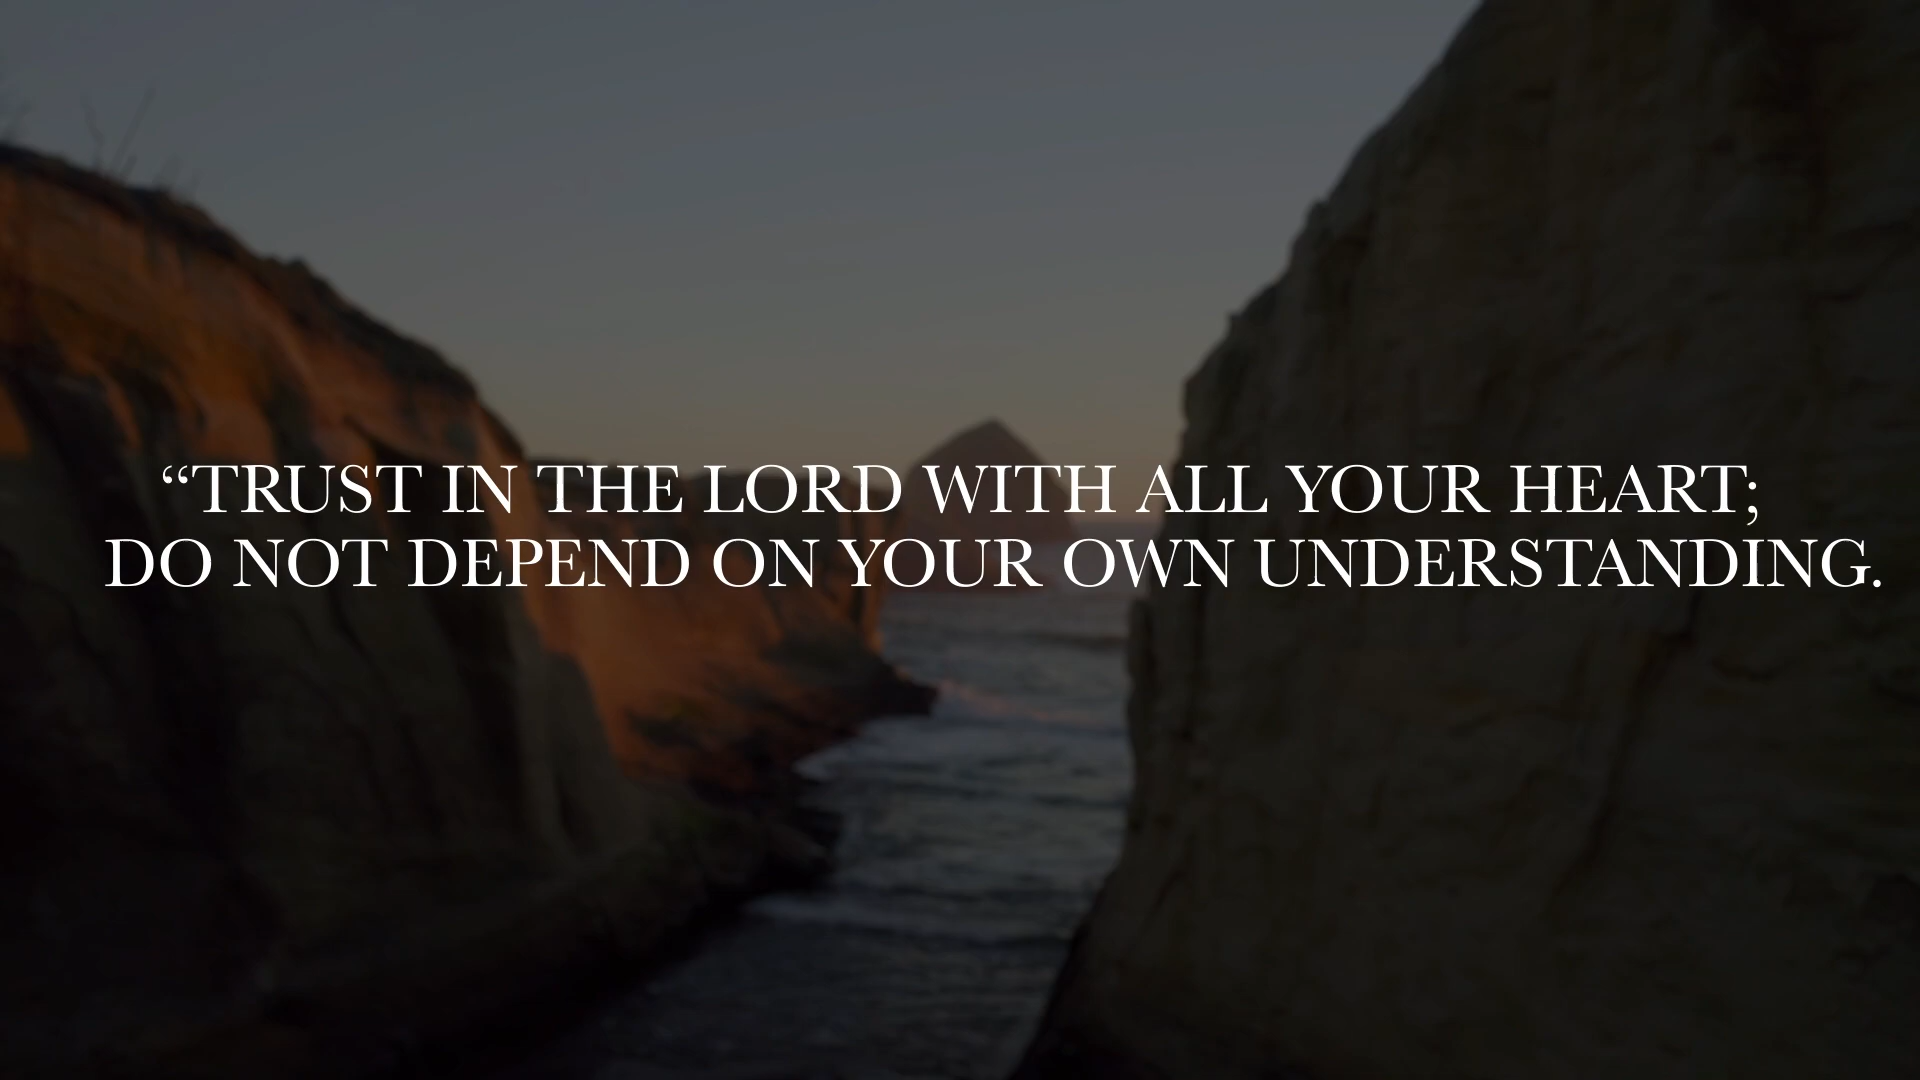 “TRUST IN THE LORD WITH ALL YOUR HEART;
DO NOT DEPEND ON YOUR OWN UNDERSTANDING.